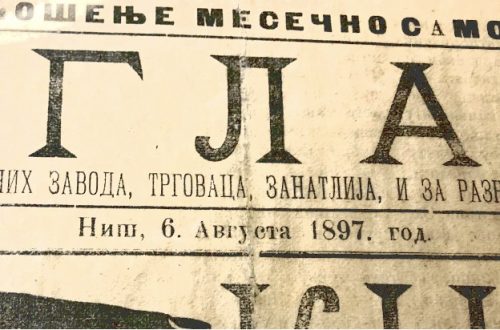 ОШЕЊЕ МЕСЕЧНО САМО
ГЛА
НИХ ЗАВОДА, ТРГОВАЦА, ЗАНАТЛИЈА, И ЗА РАЗ
Ниш, 6. Августа 1897. год.